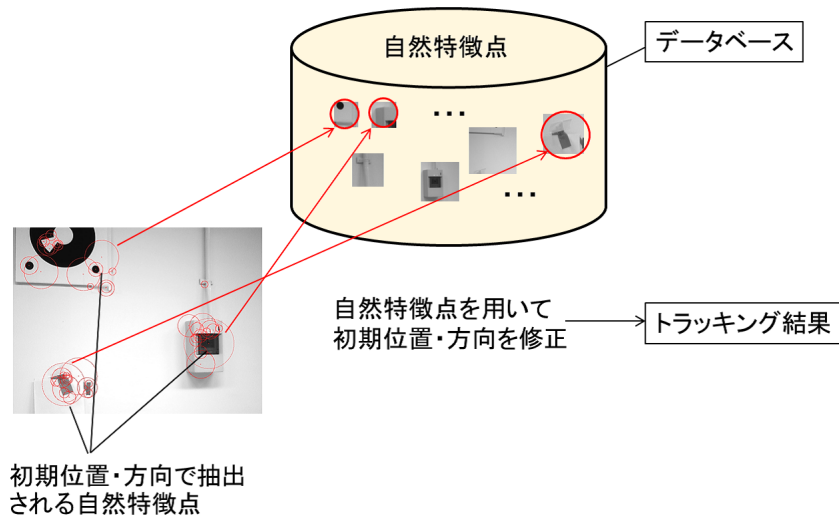 自然特徴点
データベース
自然特徴点を用いて
初期位置・方向を修正
トラッキング結果
初期位置・方向で抽出
される自然特徴点